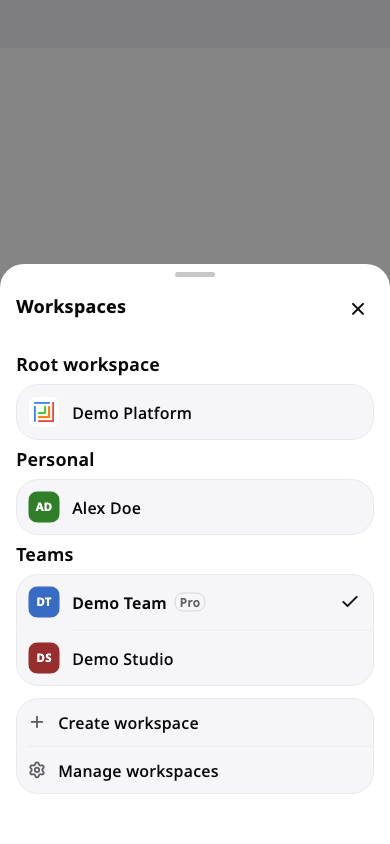 Workspaces
Root workspace
Demo Platform
Personal
AD Alex Doe
Teams
DT Demo Team Pro
DS Demo Studio
Create workspace
Manage workspaces